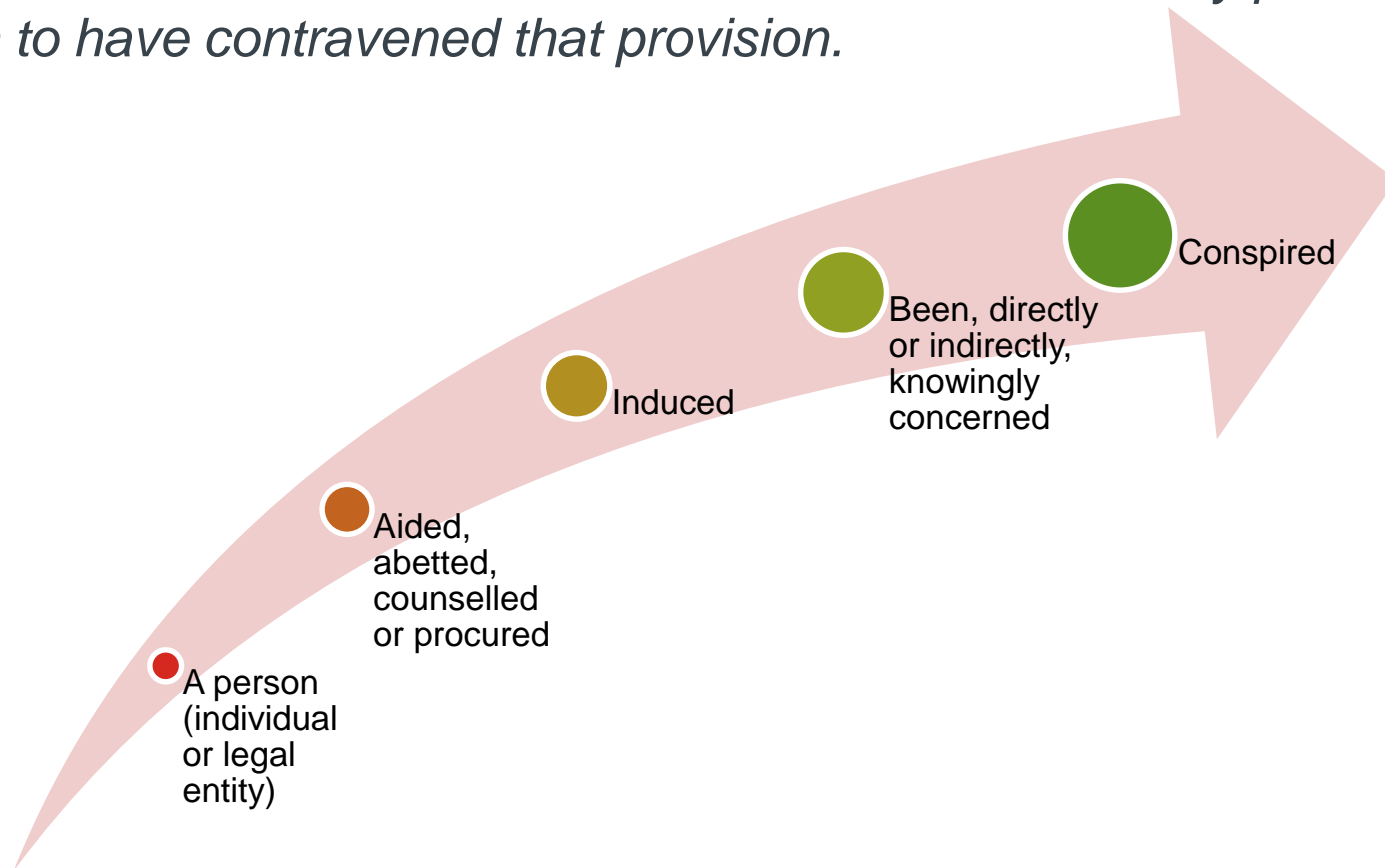 to have contravened that provision.
Conspired
Been, directly
or indirectly,
knowingly
concerned
Induced
Aided,
abetted,
counselled
or procured
A person
(individual
or legal
entity)